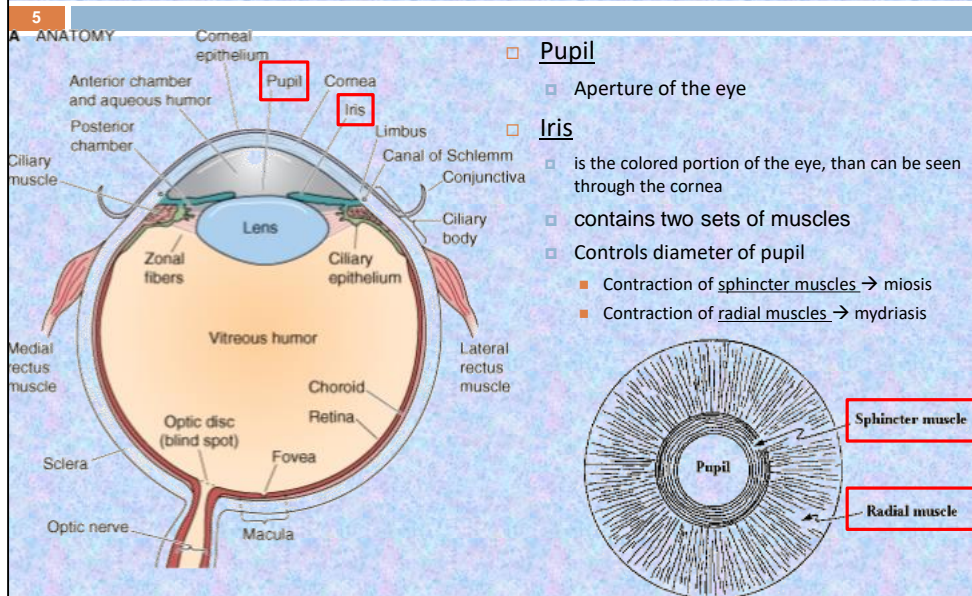 5
A ANATOMY
Corneal
epithelium
Anterior chamber
and aqueous humor
Pupil
Cornea
Iris
Posterior
chamber
Limbus
Canal of Schlemm
Ciliary
muscle
Conjunctiva
Ciliary
body
Lens
Zonal
fibers
Ciliary
epithelium
Vitreous humor
Medial
rectus
muscle
Lateral
rectus
muscle
Choroid
Optic disc
(blind spot)
Retina
Sclera
Fovea
Optic nerve
Macula
Pupil
Aperture of the eye
Iris
is the colored portion of the eye, than can be seen
through the cornea
contains two sets of muscles
Controls diameter of pupil
Contraction of sphincter muscles → miosis
Contraction of radial muscles → mydriasis
Sphincter muscle
Pupil
Radial muscle